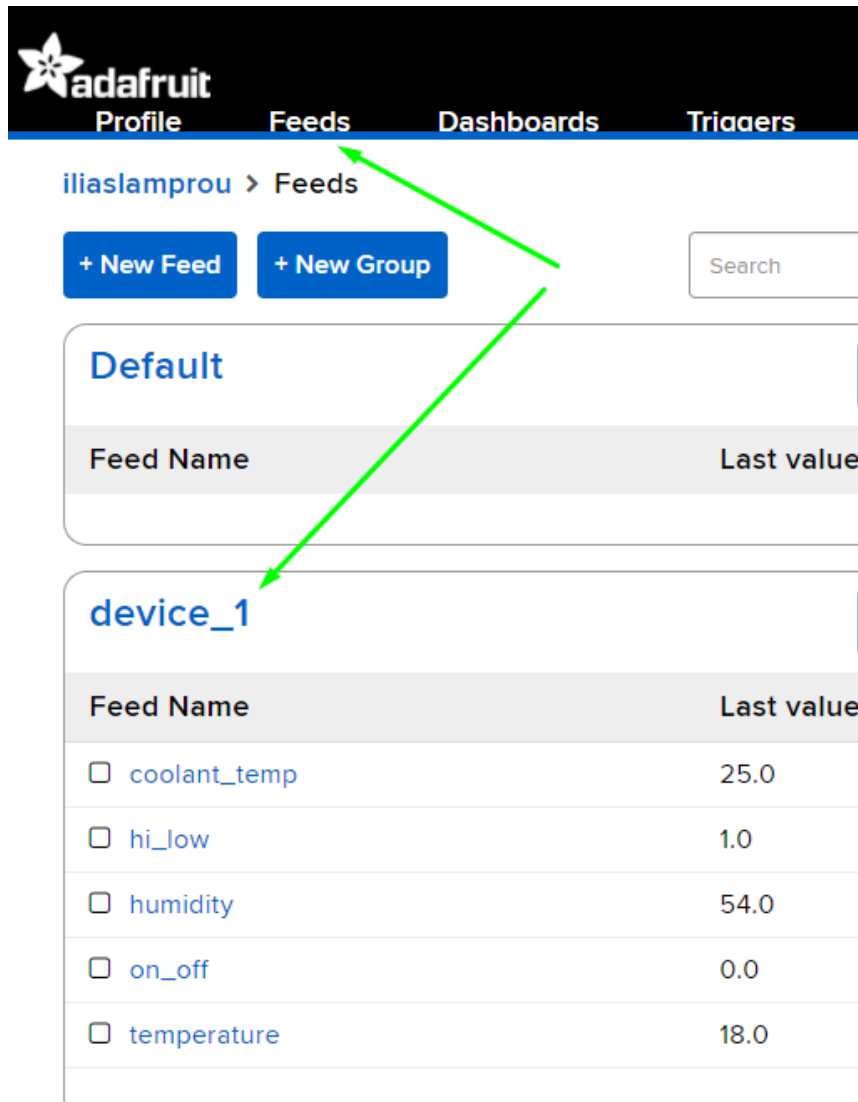 adafruit
Profile Feeds Dashboards Triggers
iliaslamprou > Feeds
+ New Feed + New Group Search
Default
Feed Name Last value
device_1
Feed Name Last value
coolant_temp 25.0
hi_low 1.0
humidity 54.0
on_off 0.0
temperature 18.0